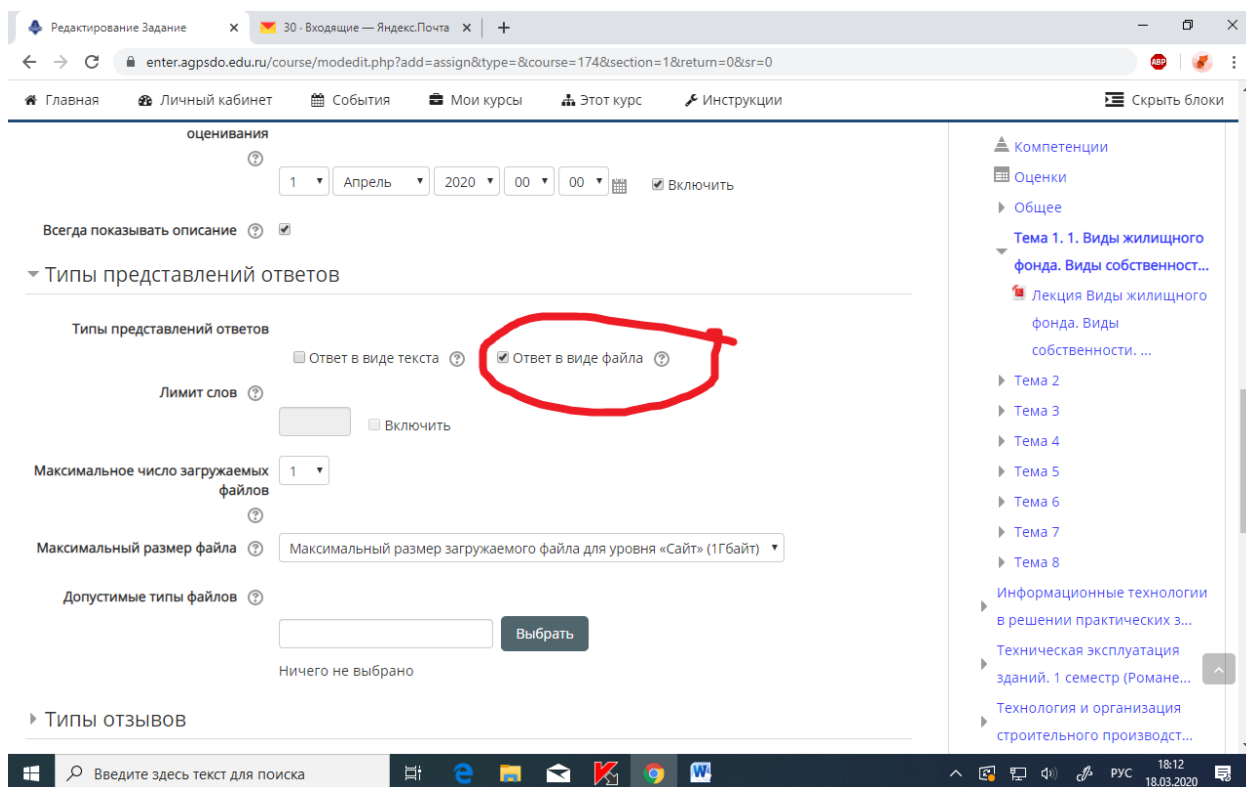 Редактирование Задание
30 · Входящие — Яндекс.Почта
enter.agpsdo.edu.ru/course/modedit.php?add=assign&type=&course=174&section=1&return=0&sr=0
ABP
Главная Личный кабинет События Мои курсы Этот курс Инструкции Скрыть блоки
оценивания
1 Апрель 2020 00 00 Включить
Всегда показывать описание
Типы представлений ответов
Типы представлений ответов
Ответ в виде текста Ответ в виде файла
Лимит слов
Включить
Максимальное число загружаемых
файлов
1
Максимальный размер файла Максимальный размер загружаемого файла для уровня «Сайт» (1Гбайт)
Допустимые типы файлов
Выбрать
Ничего не выбрано
Типы отзывов
Компетенции
Оценки
Общее
Тема 1. 1. Виды жилищного
фонда. Виды собственност...
Лекция Виды жилищного
фонда. Виды
собственности. ...
Тема 2
Тема 3
Тема 4
Тема 5
Тема 6
Тема 7
Тема 8
Информационные технологии
в решении практических з...
Техническая эксплуатация
зданий. 1 семестр (Романе...
Технология и организация
строительного производст...
Введите здесь текст для поиска
РУС
18:12
18.03.2020